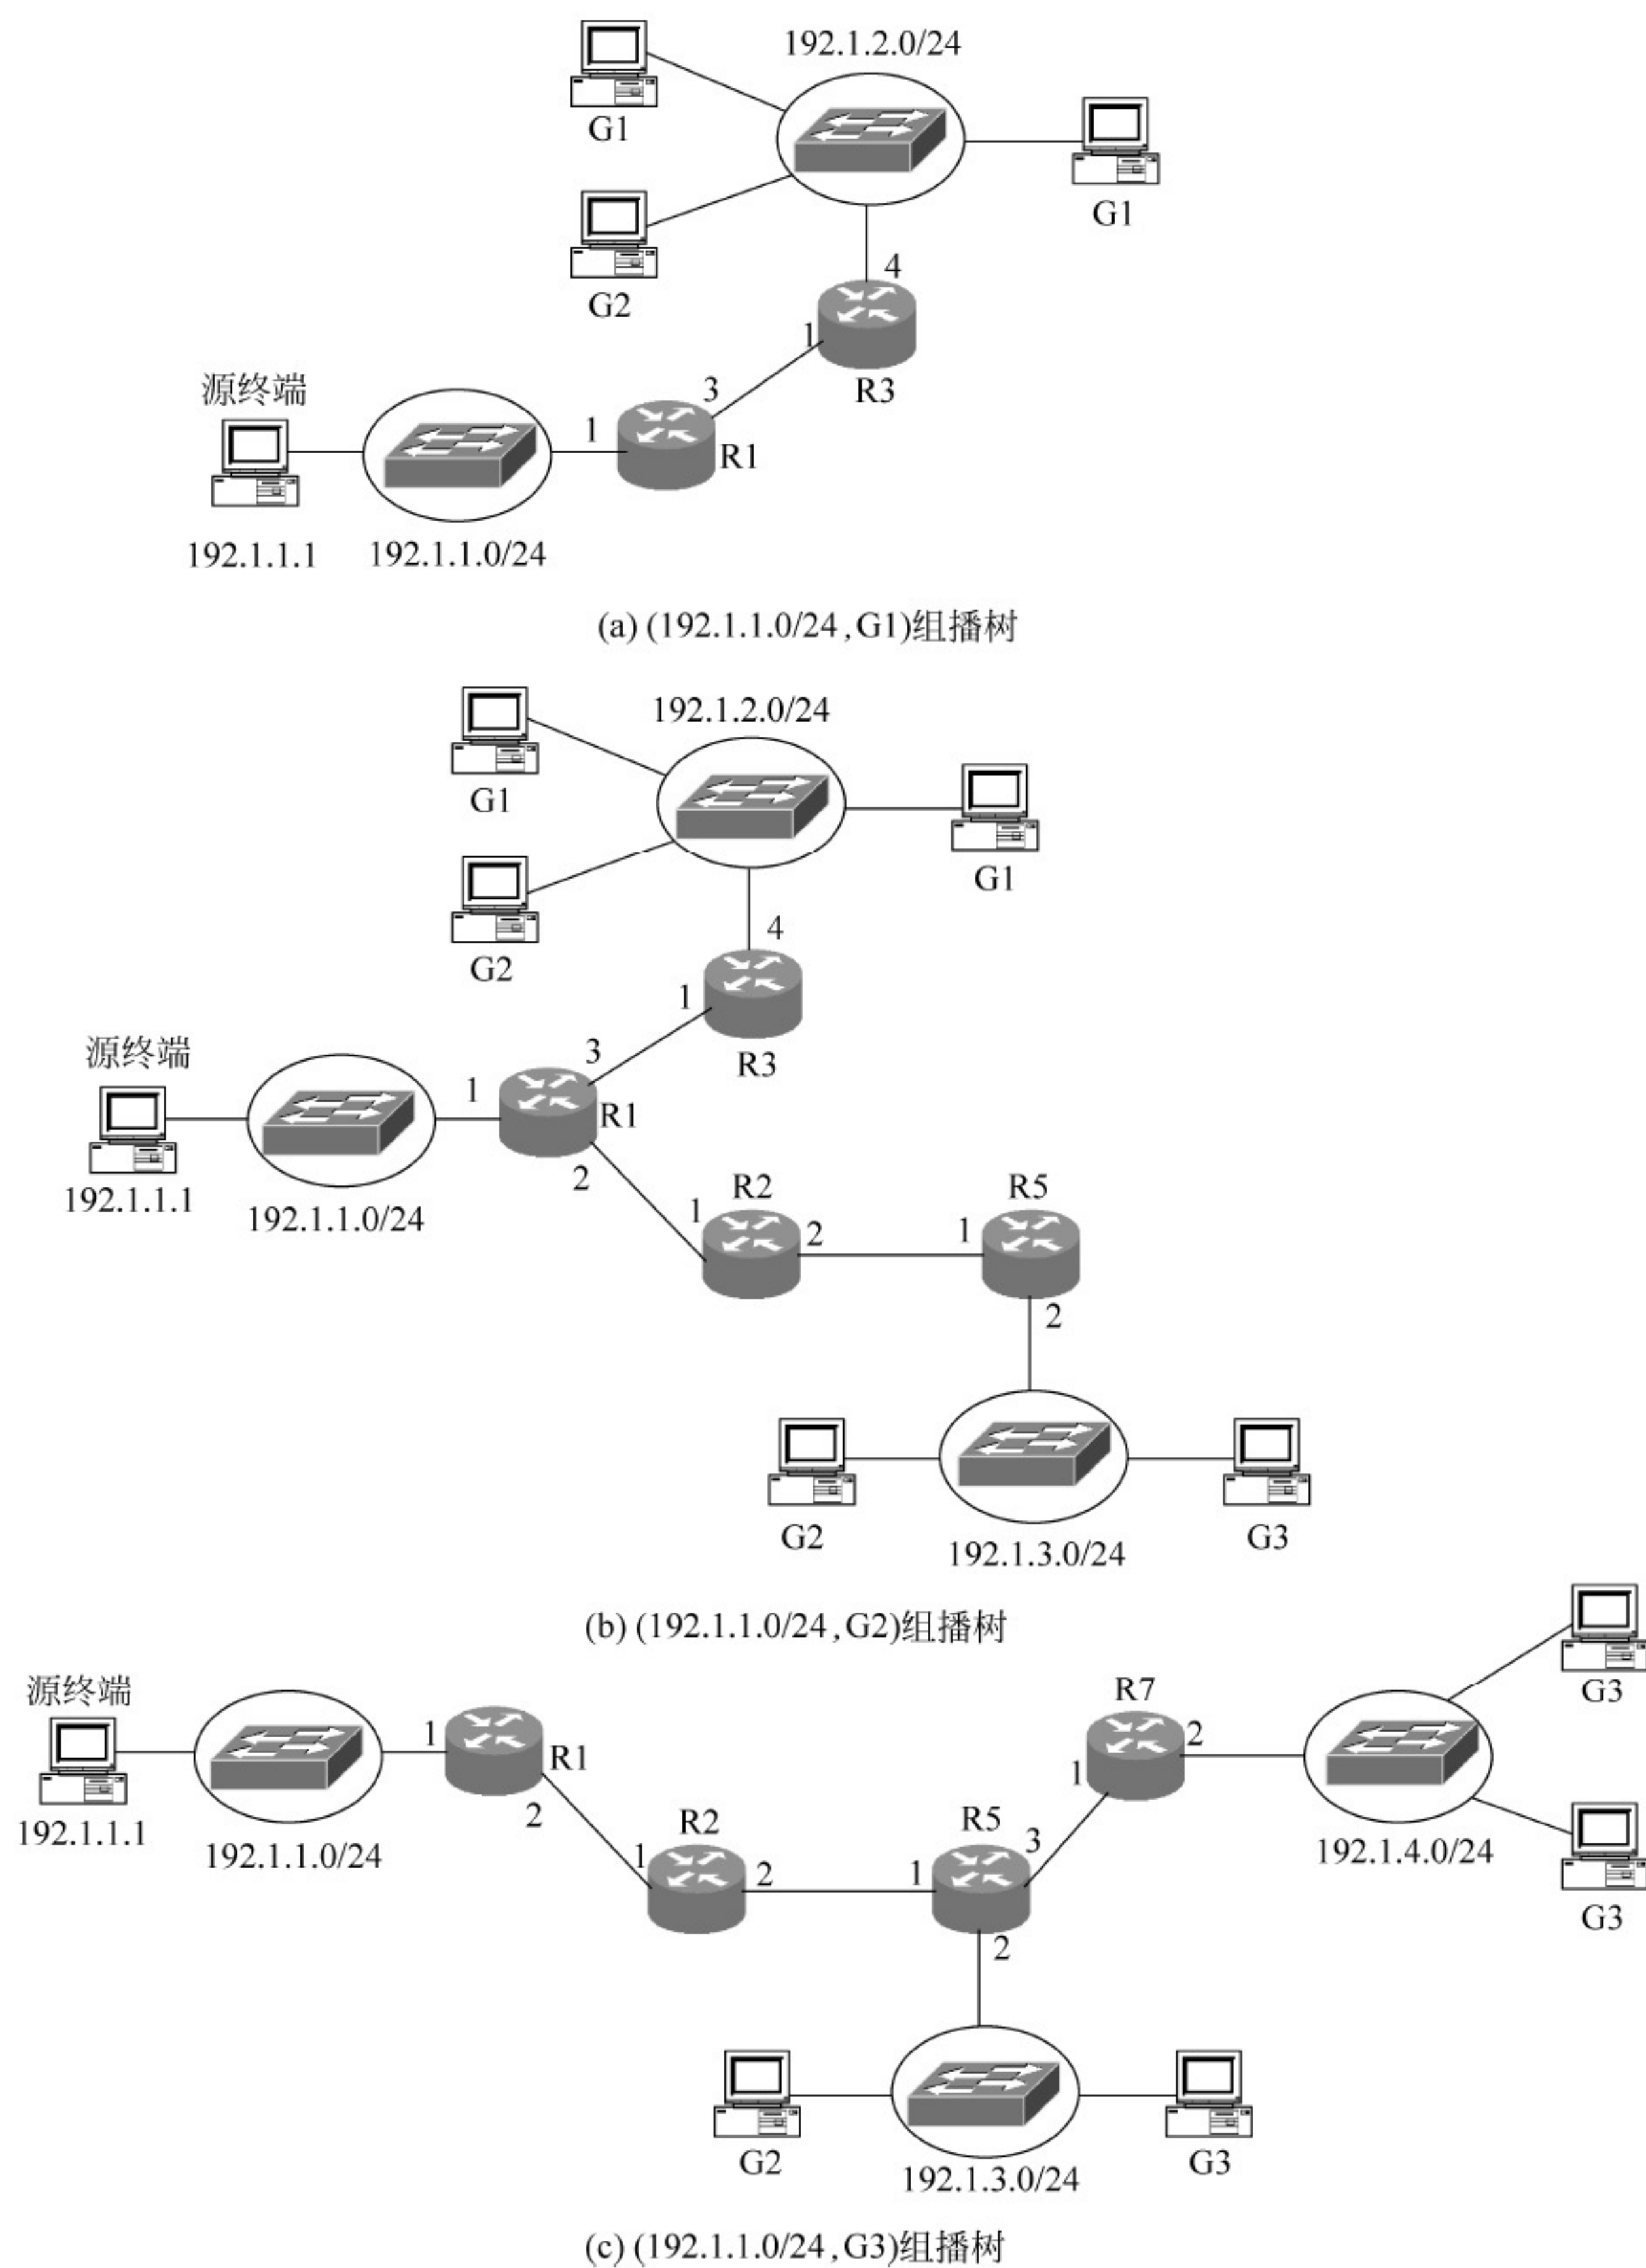 192.1.2.0/24
G1
G1
G2
4
1
R3
源终端
3
1
R1
192.1.1.1
192.1.1.0/24
(a) (192.1.1.0/24,G1)组播树
192.1.2.0/24
G1
G1
G2
4
1
R3
源终端
3
1
R1
2
192.1.1.1
192.1.1.0/24
R2
R5
1
2
1
2
G2
G3
192.1.3.0/24
(b) (192.1.1.0/24,G2)组播树
G3
源终端
R7
1
R1
2
1
2
192.1.1.1
192.1.1.0/24
R2
R5
3
192.1.4.0/24
1
2
1
G3
2
G2
G3
192.1.3.0/24
(c) (192.1.1.0/24,G3)组播树